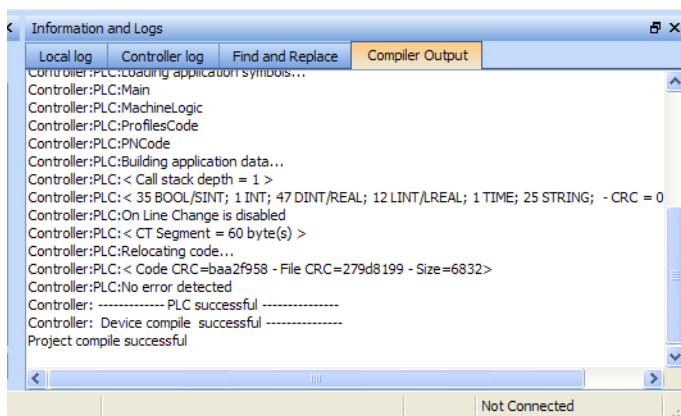 Information and Logs
Local log Controller log Find and Replace Compiler Output
Controller:PLC:Loading application symbols...
Controller:PLC:Main
Controller:PLC:MachineLogic
Controller:PLC:ProfilesCode
Controller:PLC:PNCode
Controller:PLC:Building application data...
Controller:PLC:< Call stack depth = 1 >
Controller:PLC:< 35 BOOL/SINT; 1 INT; 47 DINT/REAL; 12 LINT/LREAL; 1 TIME; 25 STRING;  - CRC = 0
Controller:PLC:On Line Change is disabled
Controller:PLC:< CT Segment = 60 byte(s) >
Controller:PLC:Relocating code...
Controller:PLC:< Code CRC=baa2f958 - File CRC=279d8199 - Size=6832>
Controller:PLC:No error detected
Controller: ------------- PLC successful ---------------
Controller:  Device compile  successful ---------------
Project compile successful
Not Connected